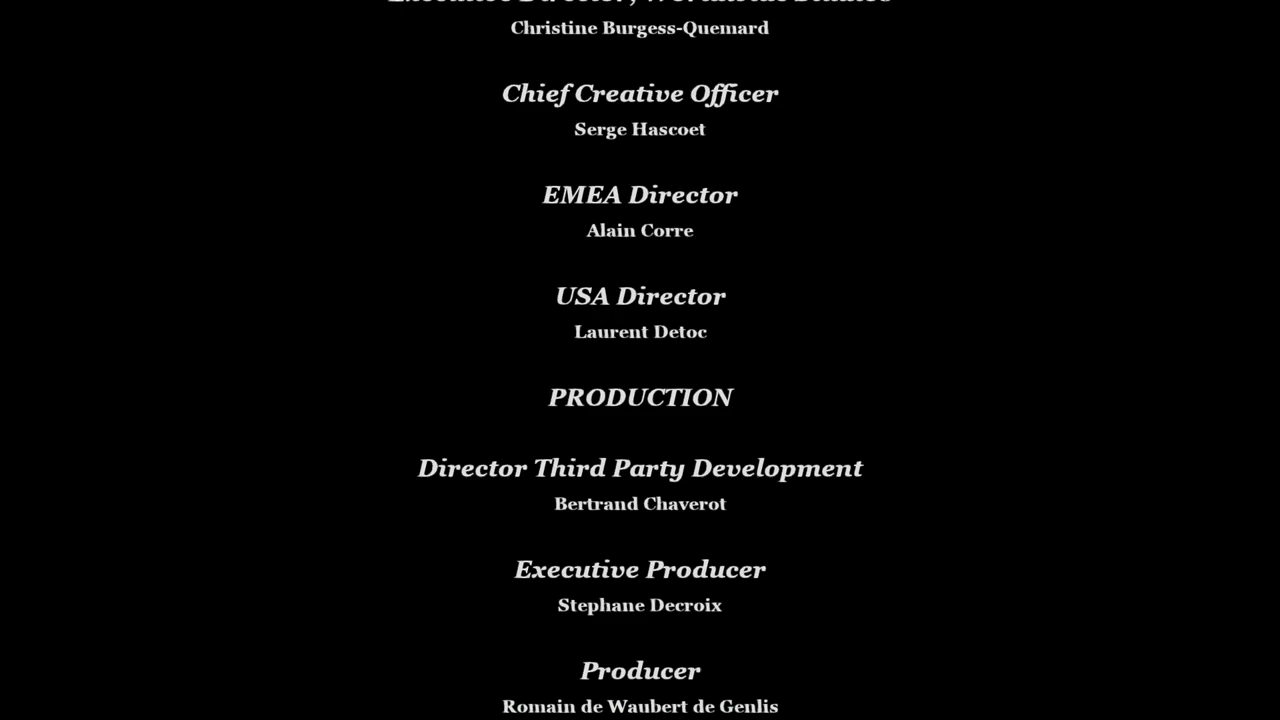 Christine Burgess-Quemard
Chief Creative Officer
Serge Hascoet
EMEA Director
Alain Corre
USA Director
Laurent Detoc
PRODUCTION
Director Third Party Development
Bertrand Chaverot
Executive Producer
Stephane Decroix
Producer
Romain de Waubert de Genlis